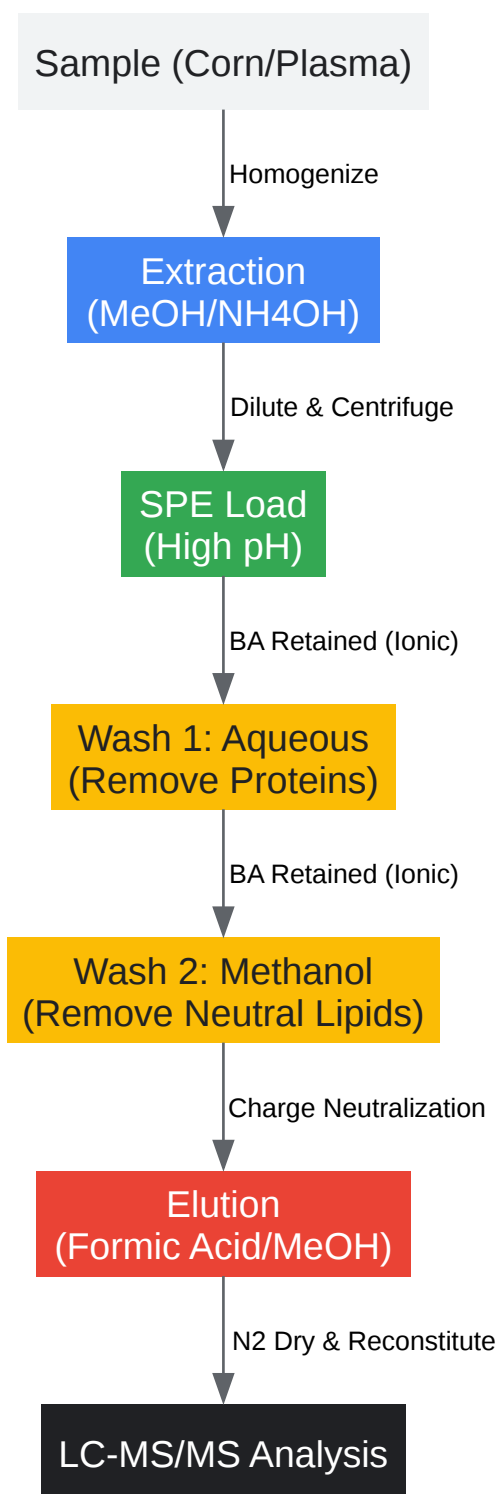 Sample (Corn/Plasma)
Homogenize
Extraction
(MeOH/NH4OH)
Dilute & Centrifuge
SPE Load
(High pH)
BA Retained (Ionic)
Wash 1: Aqueous
(Remove Proteins)
BA Retained (Ionic)
Wash 2: Methanol
(Remove Neutral Lipids)
Charge Neutralization
Elution
(Formic Acid/MeOH)
N2 Dry & Reconstitute
LC-MS/MS Analysis